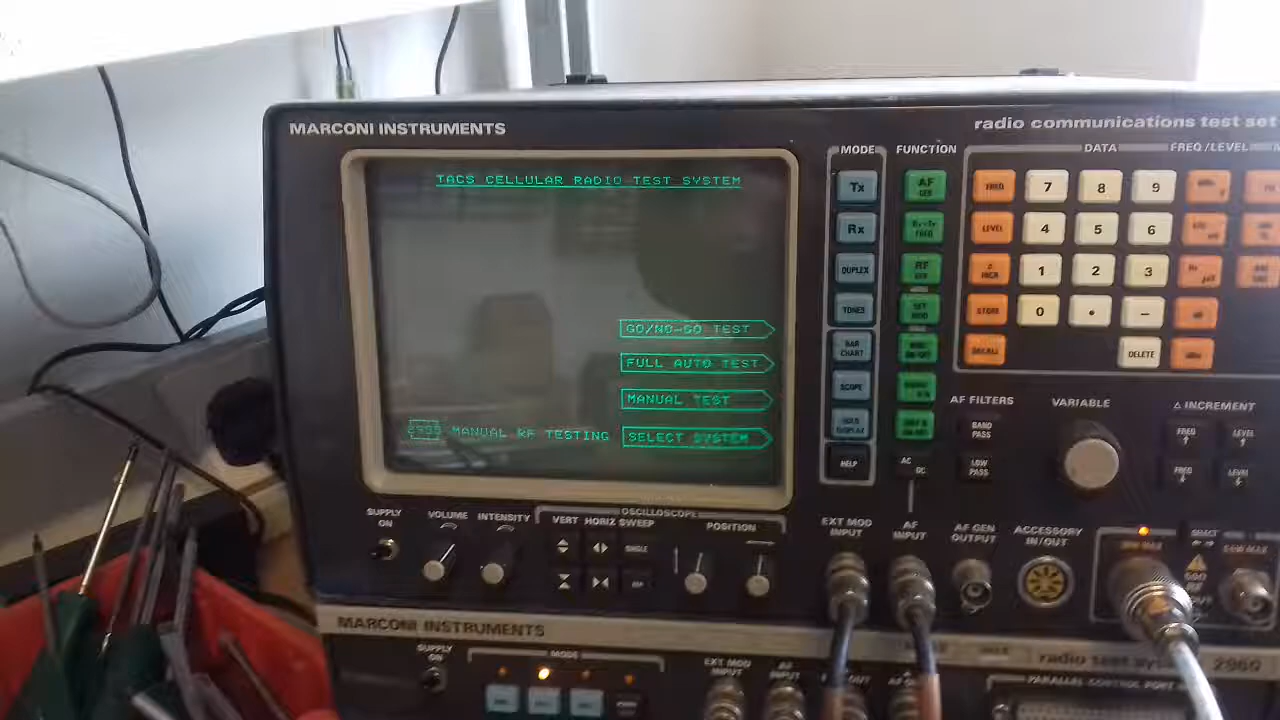 MARCONI INSTRUMENTS
radio communications test set
TACS CELLULAR RADIO TEST SYSTEM
GO/NO-GO TEST
FULL AUTO TEST
MANUAL TEST
2955 MANUAL RF TESTING
SELECT SYSTEM
MODE
FUNCTION
DATA
FREQ/LEVEL
Tx
AF GEN
FREQ
7
8
9
Rx
Rx=Tx FREQ
LEVEL
4
5
6
DUPLEX
RF GEN
Δ INCR
1
2
3
TONES
SET MOD
STORE
0
•
–
BAR CHART
RECALL
DELETE
SCOPE
HOLD DISPLAY
HELP
AC
DC
AF FILTERS
BAND PASS
LOW PASS
VARIABLE
Δ INCREMENT
FREQ
LEVEL
FREQ
LEVEL
SUPPLY ON
VOLUME
INTENSITY
OSCILLOSCOPE
VERT
HORIZ SWEEP
SINGLE
REP
POSITION
EXT MOD INPUT
AF INPUT
AF GEN OUTPUT
ACCESSORY IN/OUT
SELECT
MARCONI INSTRUMENTS
radio test system 2960
SUPPLY ON
MODE
EXT MOD INPUT
AF INPUT
PARALLEL CONTROL PORT